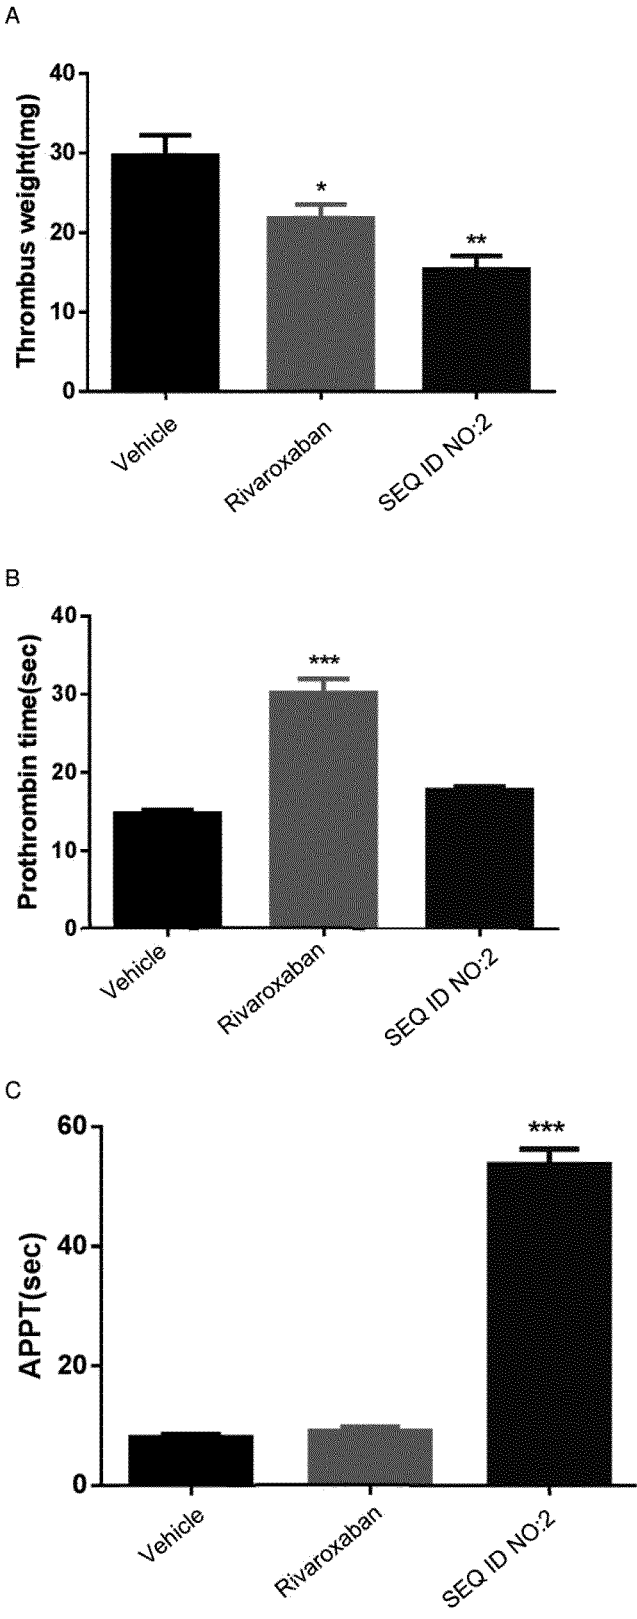 A
Thrombus weight(mg)
40
30
20
10
0
*
**
Vehicle
Rivaroxaban
SEQ ID NO:2
B
Prothrombin time(sec)
40
30
20
10
0
***
Vehicle
Rivaroxaban
SEQ ID NO:2
C
APPT(sec)
60
40
20
0
***
Vehicle
Rivaroxaban
SEQ ID NO:2